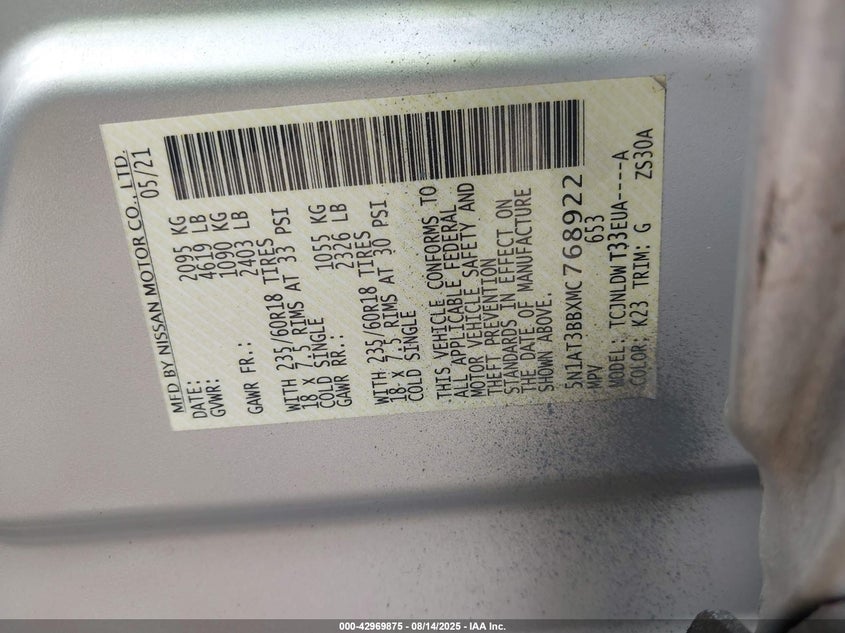 MFD BY NISSAN MOTOR CO., LTD.
DATE: 05/21
GVWR: 2095 KG
4619 LB
GAWR FR.: 1090 KG
2403 LB
WITH 235/60R18 TIRES
18 X 7.5 RIMS AT 33 PSI
COLD SINGLE
GAWR RR.: 1055 KG
2326 LB
WITH 235/60R18 TIRES
18 X 7.5 RIMS AT 30 PSI
COLD SINGLE
THIS VEHICLE CONFORMS TO
ALL APPLICABLE FEDERAL
MOTOR VEHICLE SAFETY AND
THEFT PREVENTION
STANDARDS IN EFFECT ON
THE DATE OF MANUFACTURE
SHOWN ABOVE.
5N1AT3BBXMC768922
MPV 653
MODEL: TCJNLDW T33EUA----A
COLOR: K23 TRIM: G ZS30A
000-42969875 - 08/14/2025 - IAA Inc.